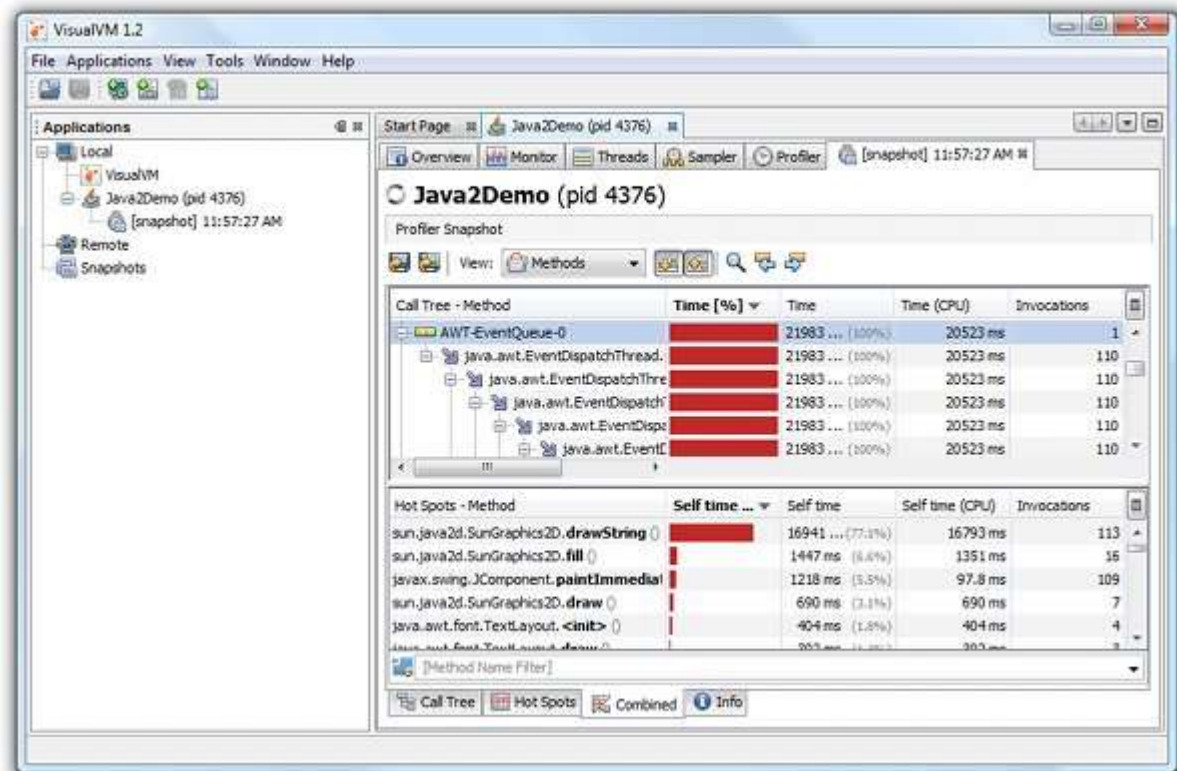 VisualVM 1.2
File Applications View Tools Window Help
Applications
Local
VisualVM
Java2Demo (pid 4376)
[snapshot] 11:57:27 AM
Remote
Snapshots
Start Page Java2Demo (pid 4376)
Overview Monitor Threads Sampler Profiler [snapshot] 11:57:27 AM
Java2Demo (pid 4376)
Profiler Snapshot
View: Methods
Call Tree - Method Time [%] Time Time (CPU) Invocations
AWT-EventQueue-0 21983 ... (100%) 20523 ms 1
java.awt.EventDispatchThread. 21983 ... (100%) 20523 ms 110
java.awt.EventDispatchThre 21983 ... (100%) 20523 ms 110
java.awt.EventDispatch 21983 ... (100%) 20523 ms 110
java.awt.EventDispa 21983 ... (100%) 20523 ms 110
java.awt.EventD 21983 ... (100%) 20523 ms 110
Hot Spots - Method Self time ... Self time Self time (CPU) Invocations
sun.java2d.SunGraphics2D.drawString () 16941 ... (77.1%) 16793 ms 113
sun.java2d.SunGraphics2D.fill () 1447 ms (6.6%) 1351 ms 16
javax.swing.JComponent.paintImmediat 1218 ms (5.5%) 97.8 ms 109
sun.java2d.SunGraphics2D.draw () 690 ms (3.1%) 690 ms 7
java.awt.font.TextLayout.<init> () 404 ms (1.8%) 404 ms 4
java.awt.font.TextLayout.draw ()
[Method Name Filter]
Call Tree Hot Spots Combined Info